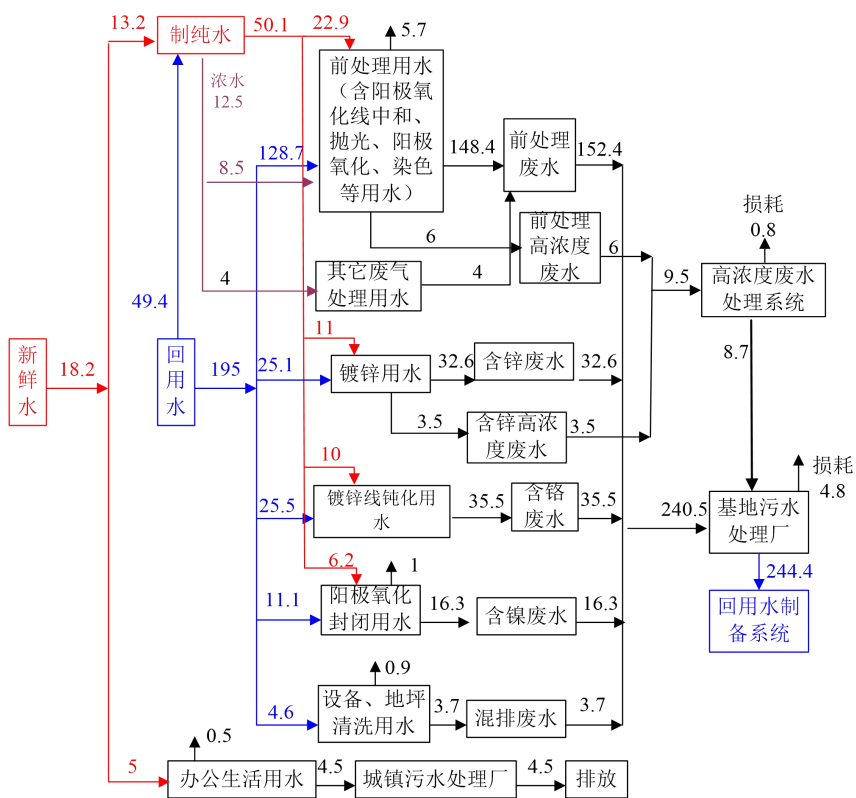 13.2
制纯水
50.1
22.9
5.7
浓水
12.5
前处理用水
（含阳极氧
化线中和、
抛光、阳极
氧化、染色
等用水）
128.7
8.5
148.4
前处理
废水
152.4
6
前处理
高浓度
废水
6
损耗
0.8
4
其它废气
处理用水
4
9.5
高浓度废水
处理系统
49.4
新鲜水
18.2
回用水
195
11
25.1
镀锌用水
32.6
含锌废水
32.6
8.7
3.5
含锌高浓
度废水
3.5
10
25.5
镀锌线钝化用
水
35.5
含铬
废水
35.5
240.5
基地污水
处理厂
损耗
4.8
6.2
1
11.1
阳极氧化
封闭用水
16.3
含镍废水
16.3
244.4
回用水制
备系统
0.9
4.6
设备、地坪
清洗用水
3.7
混排废水
3.7
5
0.5
办公生活用水
4.5
城镇污水处理厂
4.5
排放